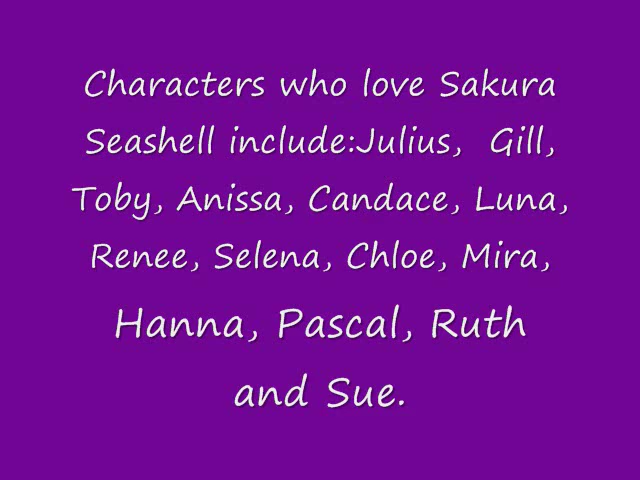 Characters who love Sakura
Seashell include:Julius, Gill,
Toby, Anissa, Candace, Luna,
Renee, Selena, Chloe, Mira,
Hanna, Pascal, Ruth
and Sue.